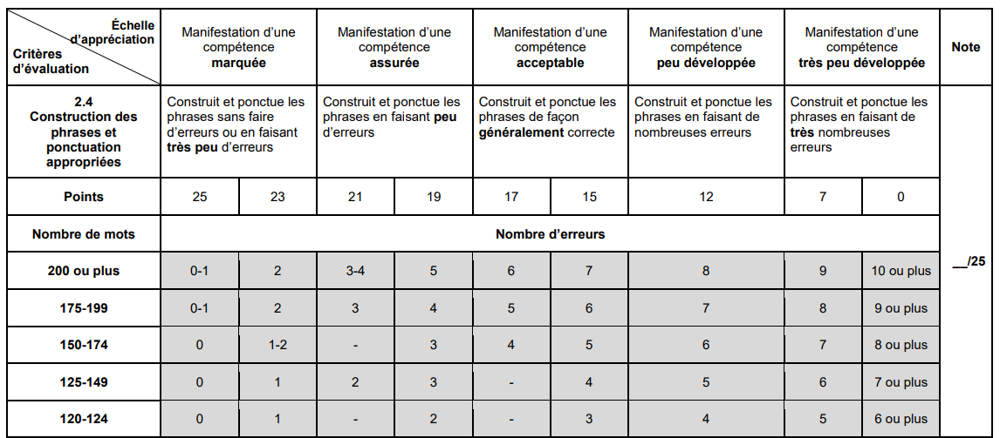 Échelle
d’appréciation
Critères
d’évaluation
Manifestation d’une
compétence
marquée
Manifestation d’une
compétence
assurée
Manifestation d’une
compétence
acceptable
Manifestation d’une
compétence
peu développée
Manifestation d’une
compétence
très peu développée
Note
2.4
Construction des
phrases et
ponctuation
appropriées
Construit et ponctue les
phrases sans faire
d’erreurs ou en faisant
très peu d’erreurs
Construit et ponctue les
phrases en faisant peu
d’erreurs
Construit et ponctue les
phrases de façon
généralement correcte
Construit et ponctue les
phrases en faisant de
nombreuses erreurs
Construit et ponctue les
phrases en faisant de
très nombreuses
erreurs
Points 25 23 21 19 17 15 12 7 0
Nombre de mots Nombre d’erreurs
200 ou plus 0-1 2 3-4 5 6 7 8 9 10 ou plus
__/25
175-199 0-1 2 3 4 5 6 7 8 9 ou plus
150-174 0 1-2 - 3 4 5 6 7 8 ou plus
125-149 0 1 2 3 - 4 5 6 7 ou plus
120-124 0 1 - 2 - 3 4 5 6 ou plus